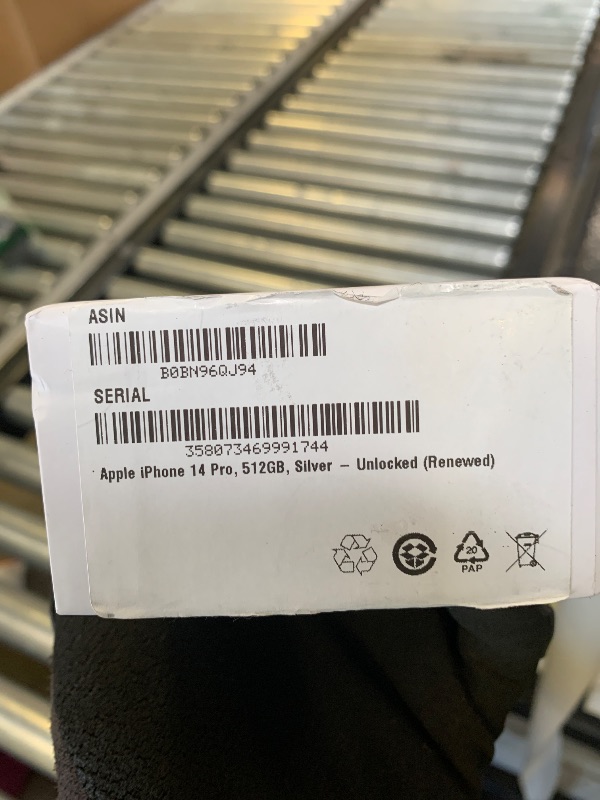 ASIN
B0BN96QJ94
SERIAL
358073469991744
Apple iPhone 14 Pro, 512GB, Silver – Unlocked (Renewed)
20
PAP